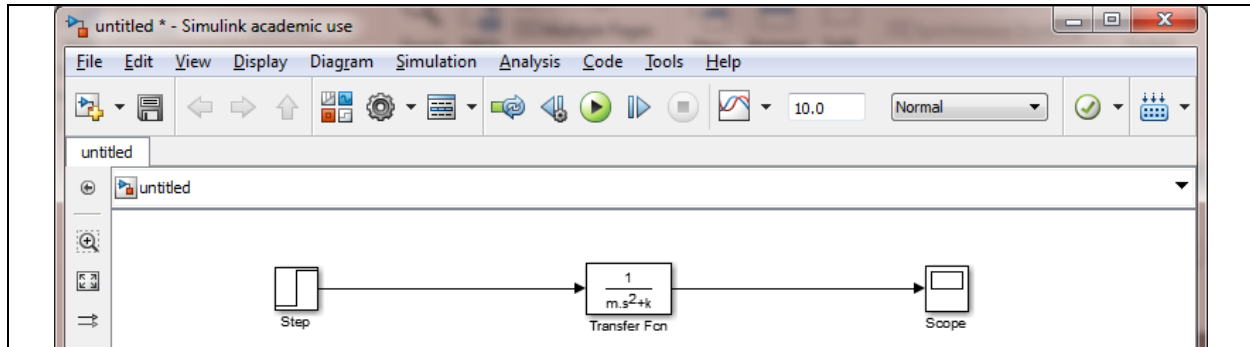 untitled * - Simulink academic use
File Edit View Display Diagram Simulation Analysis Code Tools Help
10.0 Normal
untitled
untitled
1
m.s²+k
Step Transfer Fcn Scope